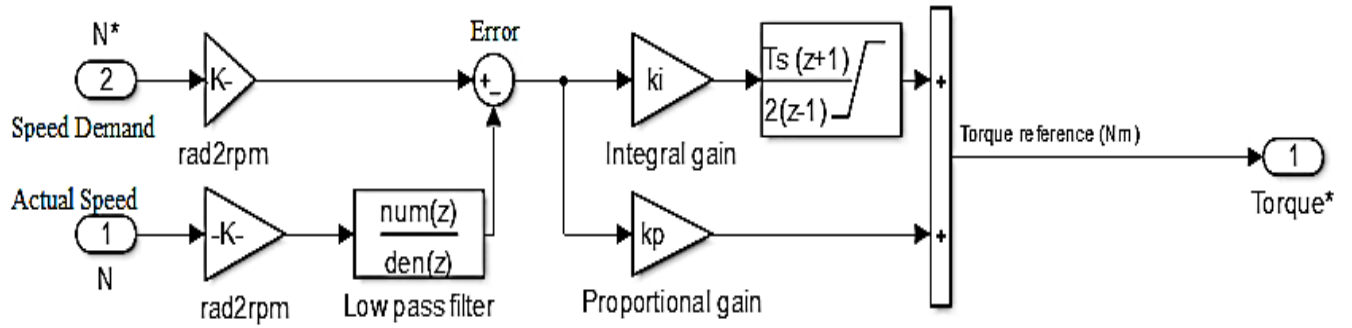 N*
2
Speed Demand
-K-
rad2rpm
Error
+
-
ki
Integral gain
Ts (z+1)
2(z-1)
+
Torque reference (Nm)
1
Torque*
Actual Speed
1
N
-K-
rad2rpm
num(z)
den(z)
Low pass filter
kp
Proportional gain
+